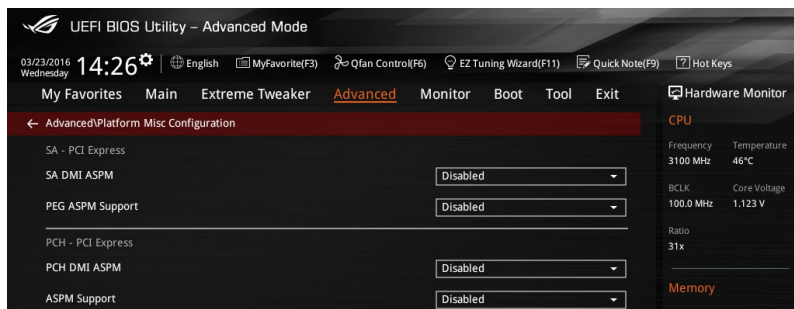 UEFI BIOS Utility – Advanced Mode
03/23/2016
Wednesday
14:26
English
MyFavorite(F3)
Qfan Control(F6)
EZ Tuning Wizard(F11)
Quick Note(F9)
? Hot Keys
My Favorites Main Extreme Tweaker Advanced Monitor Boot Tool Exit
Hardware Monitor
← Advanced\Platform Misc Configuration
SA - PCI Express
SA DMI ASPM Disabled
PEG ASPM Support Disabled
PCH - PCI Express
PCH DMI ASPM Disabled
ASPM Support Disabled
CPU
Frequency Temperature
3100 MHz 46°C
BCLK Core Voltage
100.0 MHz 1.123 V
Ratio
31x
Memory